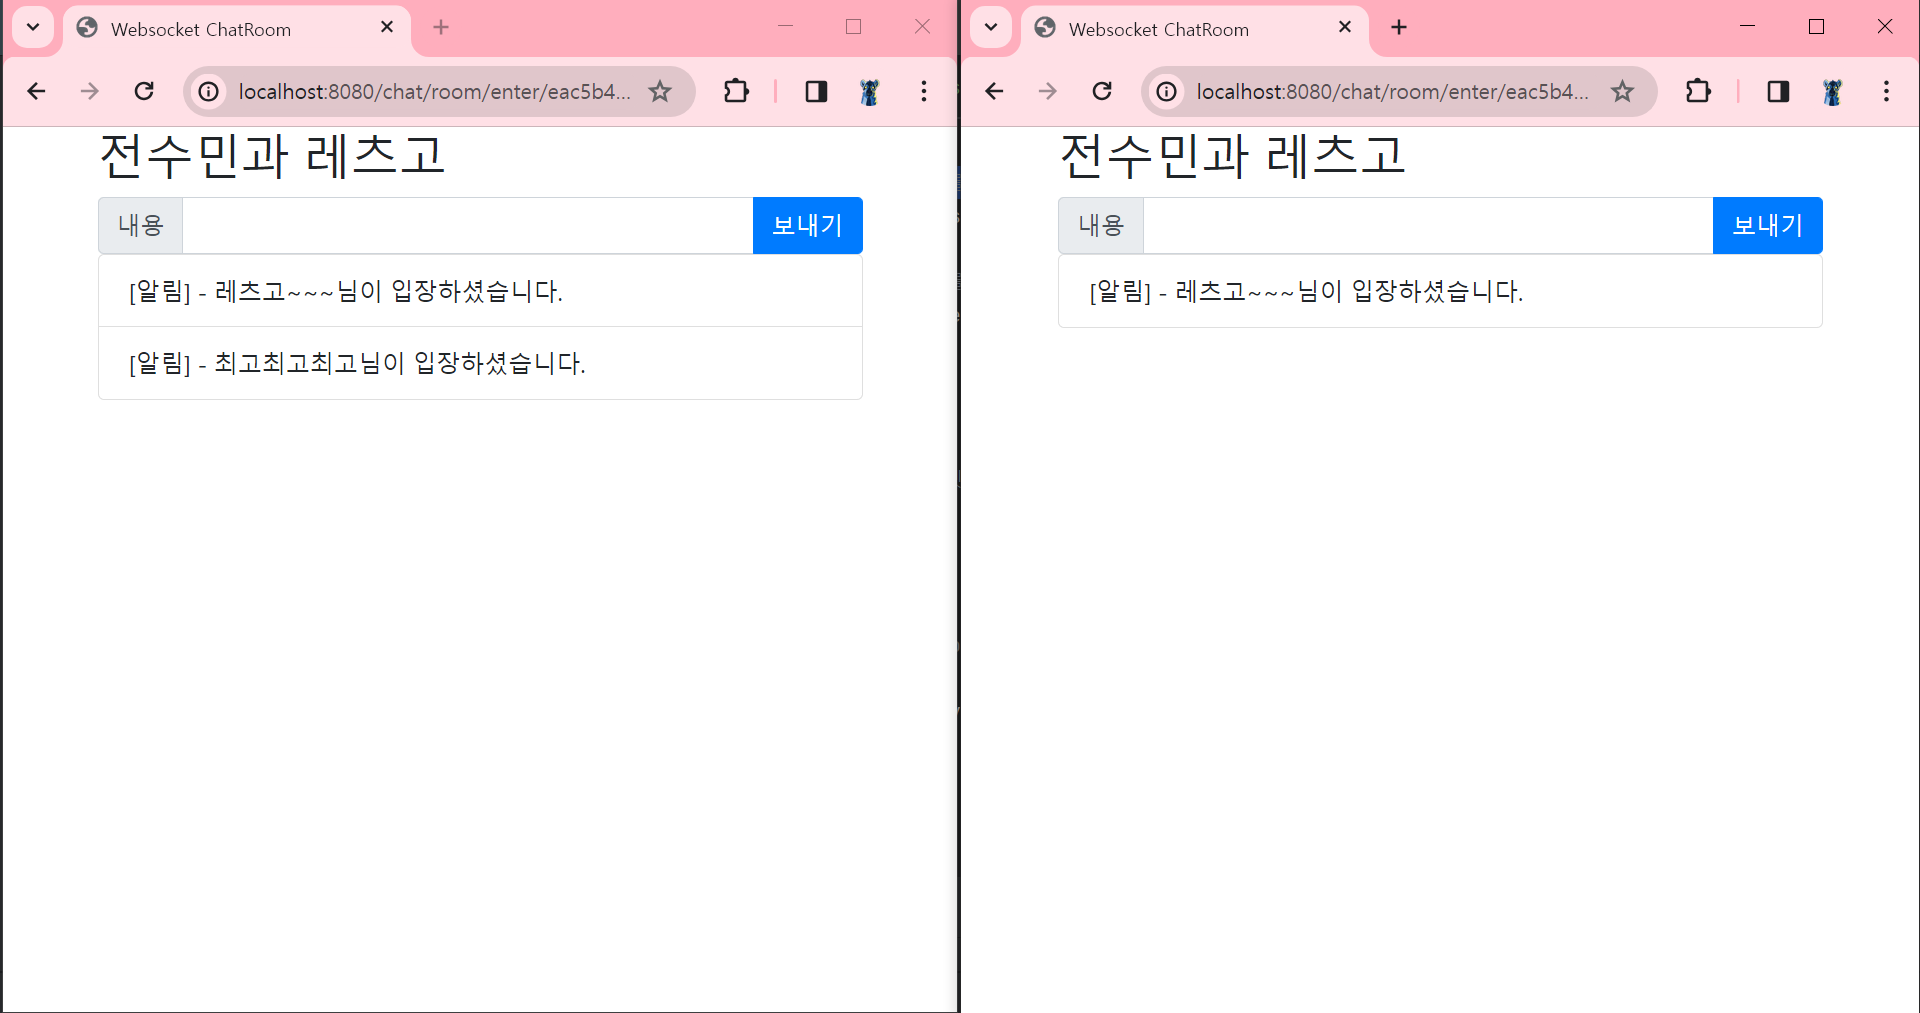 Websocket ChatRoom
localhost:8080/chat/room/enter/eac5b4...
전수민과 레츠고
내용
보내기
[알림] - 레츠고~~~님이 입장하셨습니다.
[알림] - 최고최고최고님이 입장하셨습니다.
Websocket ChatRoom
localhost:8080/chat/room/enter/eac5b4...
전수민과 레츠고
내용
보내기
[알림] - 레츠고~~~님이 입장하셨습니다.